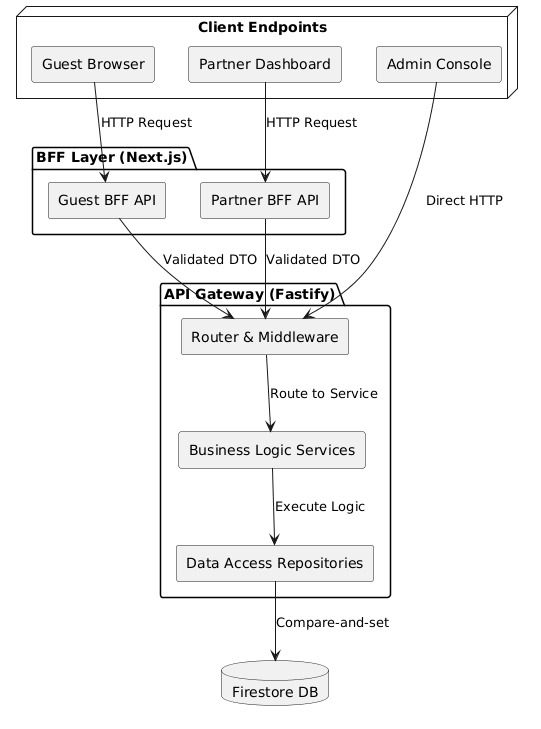 Client Endpoints
Guest Browser
Partner Dashboard
Admin Console
HTTP Request
HTTP Request
BFF Layer (Next.js)
Guest BFF API
Partner BFF API
Direct HTTP
Validated DTO
Validated DTO
API Gateway (Fastify)
Router & Middleware
Route to Service
Business Logic Services
Execute Logic
Data Access Repositories
Compare-and-set
Firestore DB